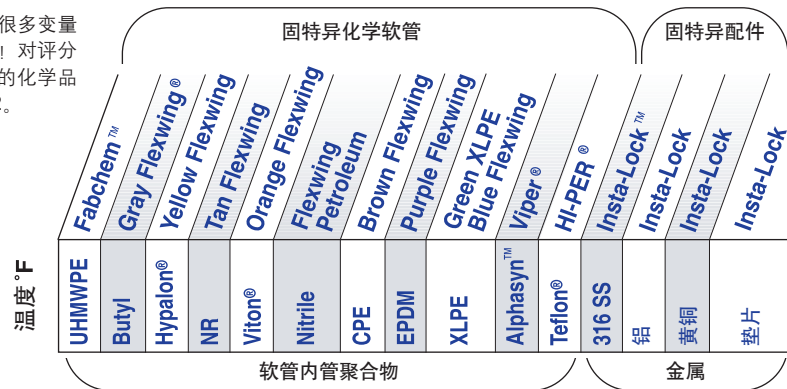 很多变量
！对评分
的化学品
。
固特异化学软管
固特异配件
Fabchem™
Gray Flexwing®
Yellow Flexwing
Tan Flexwing
Orange Flexwing
Flexwing
Petroleum
Brown Flexwing
Purple Flexwing
Green XLPE
Blue Flexwing
Viper®
HI-PER®
Insta-Lock™
Insta-Lock
Insta-Lock
Insta-Lock
温度 °F
UHMWPE
Butyl
Hypalon®
NR
Viton®
Nitrile
CPE
EPDM
XLPE
Alphasyn™
Teflon®
316 SS
铝
黄铜
垫片
软管内管聚合物
金属